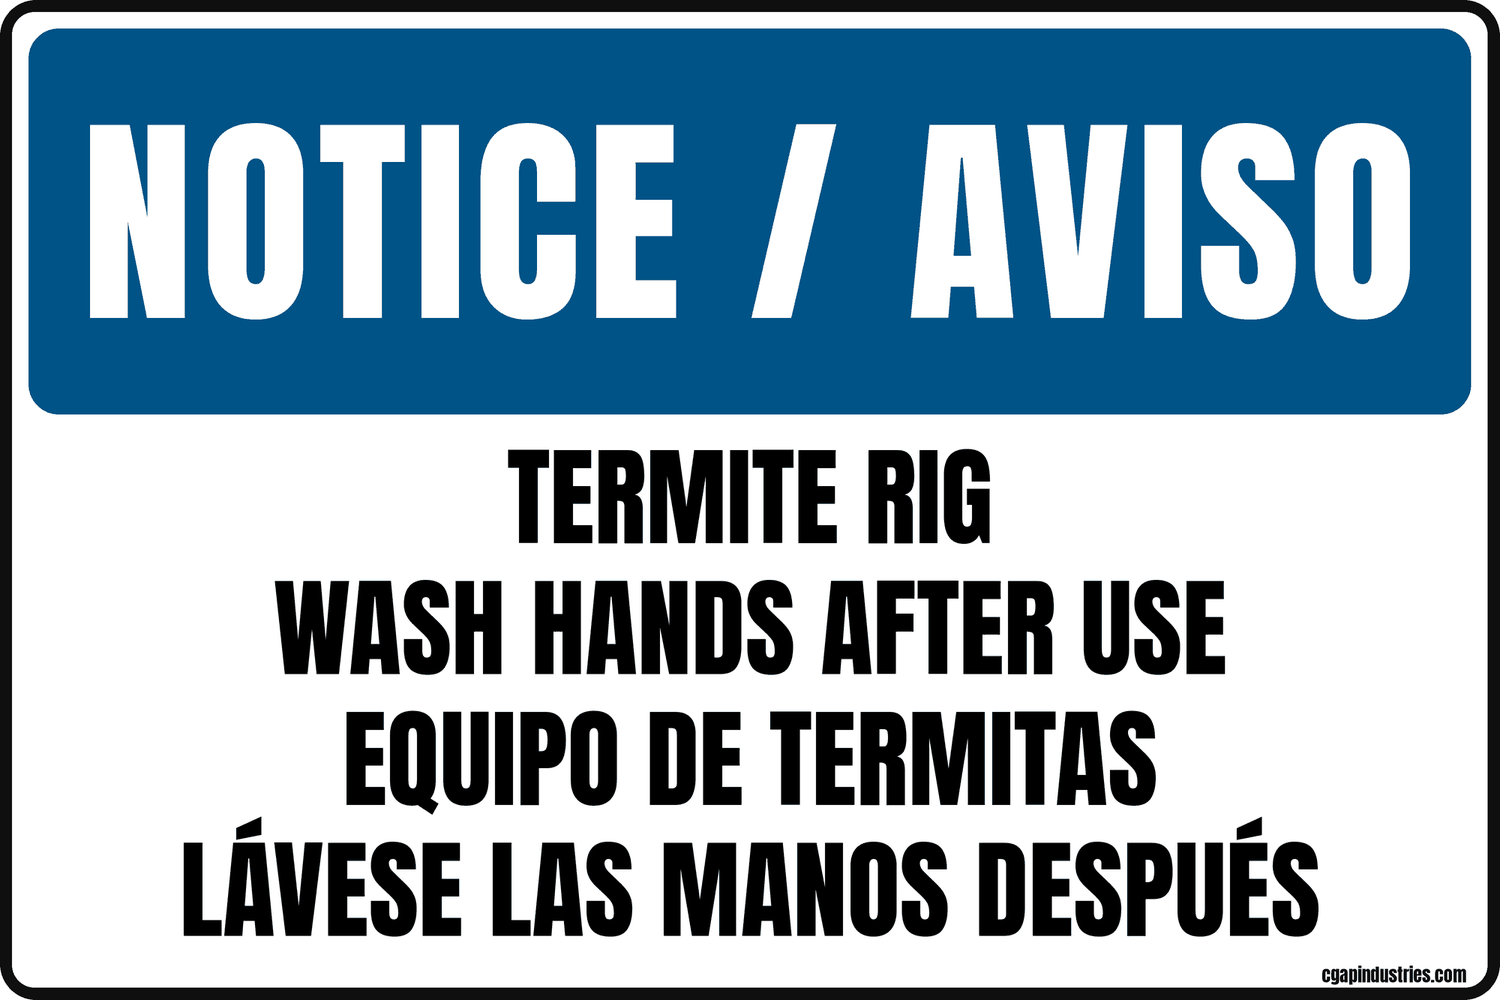 NOTICE / AVISO
TERMITE RIG
WASH HANDS AFTER USE
EQUIPO DE TERMITAS
LÁVESE LAS MANOS DESPUÉS
cgapindustries.com